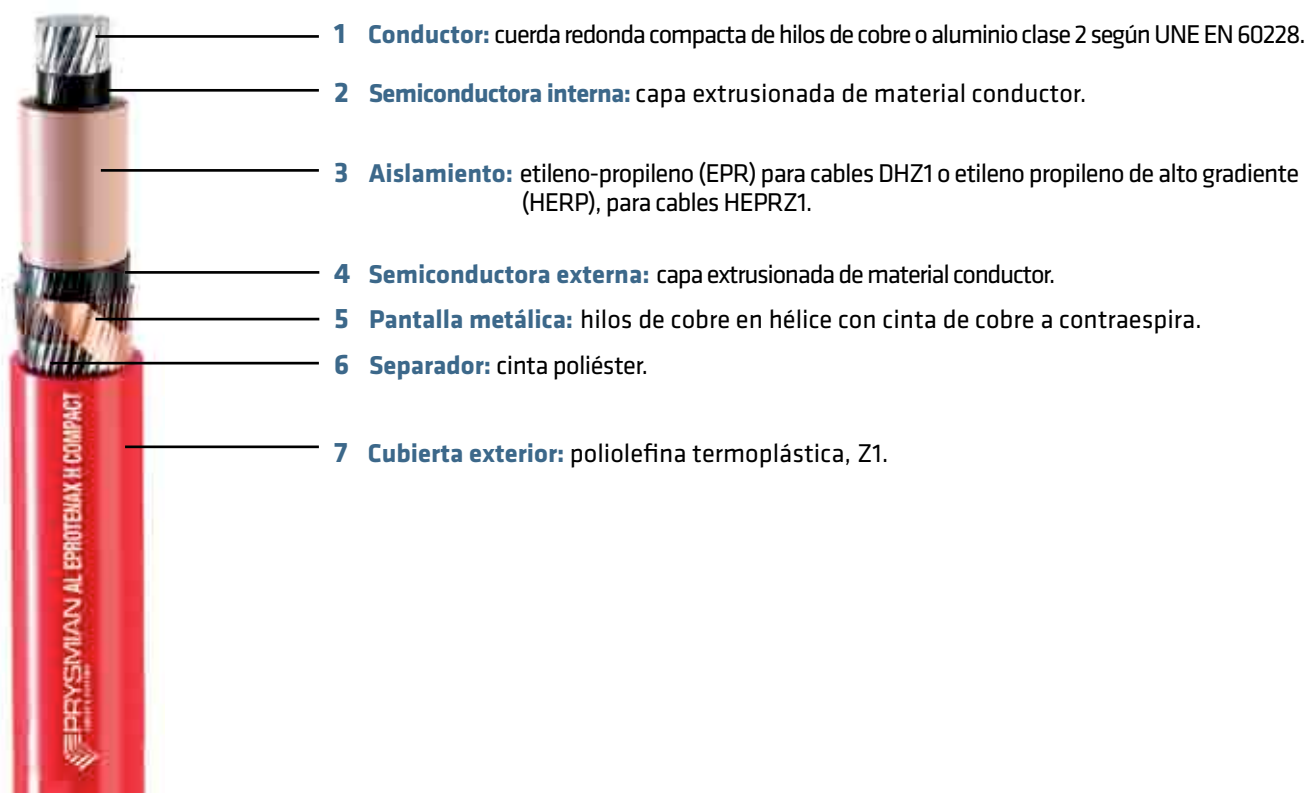 1 Conductor: cuerda redonda compacta de hilos de cobre o aluminio clase 2 según UNE EN 60228.
2 Semiconductora interna: capa extrusionada de material conductor.
3 Aislamiento: etileno-propileno (EPR) para cables DHZ1 o etileno propileno de alto gradiente
(HERP), para cables HEPRZ1.
4 Semiconductora externa: capa extrusionada de material conductor.
5 Pantalla metálica: hilos de cobre en hélice con cinta de cobre a contraespira.
6 Separador: cinta poliéster.
7 Cubierta exterior: poliolefina termoplástica, Z1.
PRYSMIAN AL EPROTENAX H COMPACT